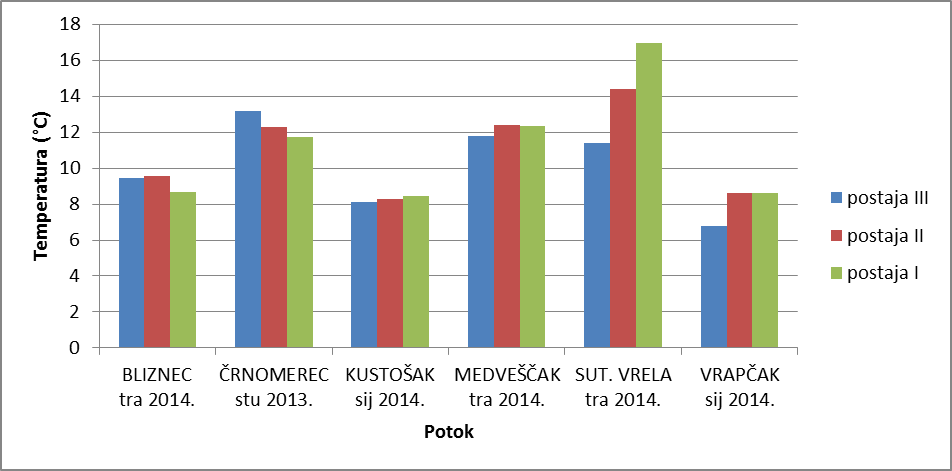 18
16
14
12
10
8
6
4
2
0
Temperatura (°C)
BLIZNEC
tra 2014.
ČRNOMEREC
stu 2013.
KUSTOŠAK
sij 2014.
MEDVEŠČAK
tra 2014.
SUT. VRELA
tra 2014.
VRAPČAK
sij 2014.
Potok
postaja III
postaja II
postaja I